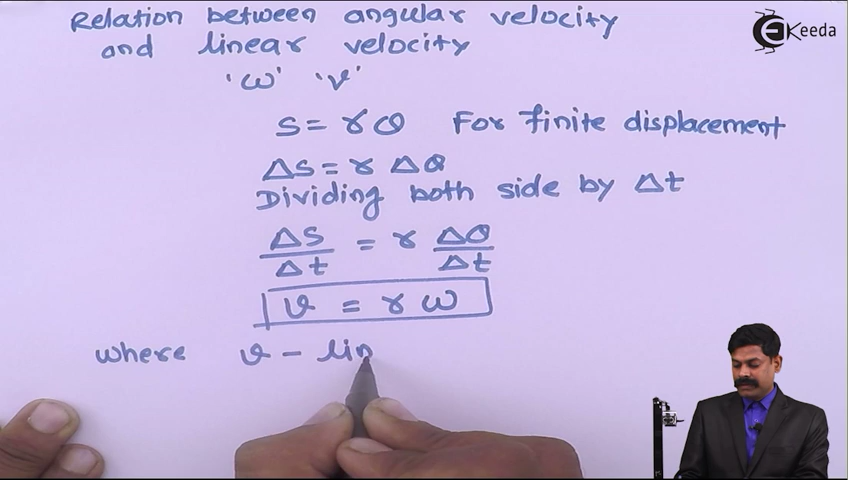 Relation between angular velocity
and linear velocity
'ω' 'v'
s = rθ For finite displacement
Δs = r Δθ
Dividing both side by Δt
Δs/Δt = r Δθ/Δt
v = r ω
where v - lin
Ekeeda